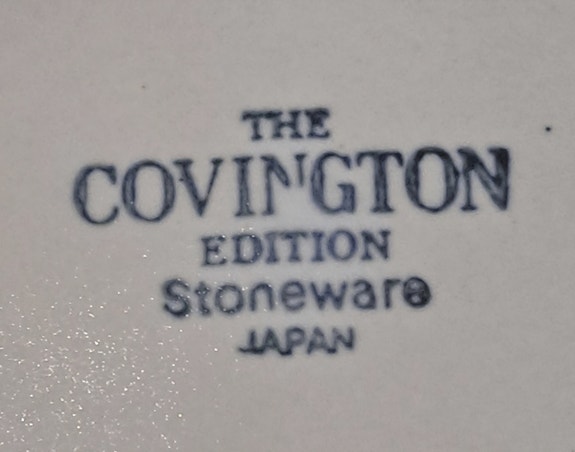 THE
COVINGTON
EDITION
Stoneware
JAPAN